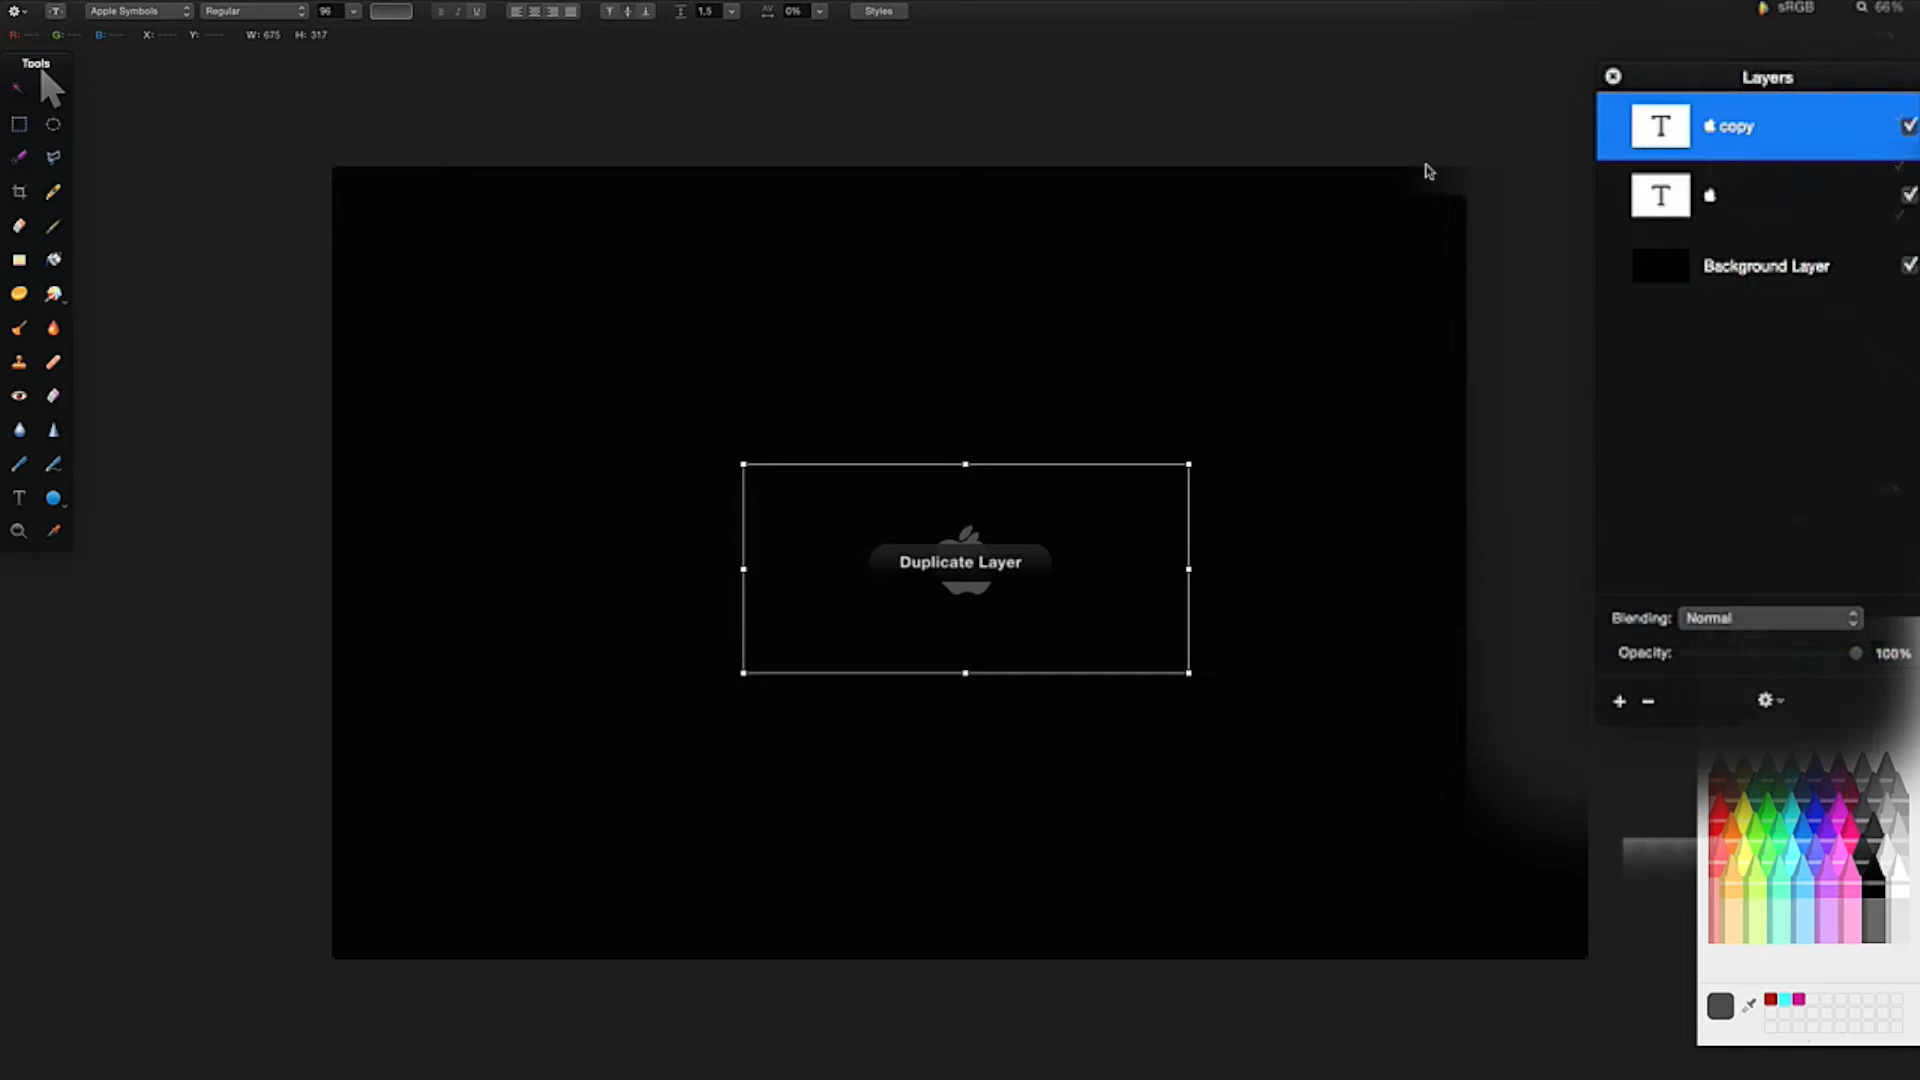 Apple Symbols Regular 96 B I U 1.5 AV 0% Styles sRGB 66%
R: G: B: X: Y: W: 675 H: 317
Tools
Layers
T copy
T
Background Layer
Duplicate Layer
Blending: Normal
Opacity: 100%
T